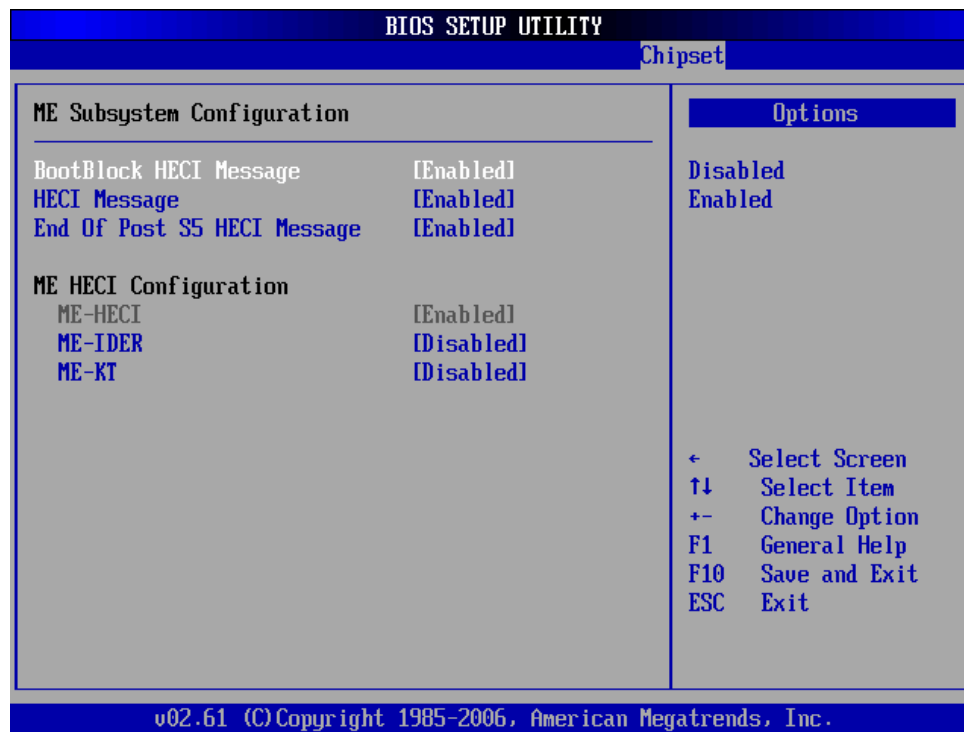 BIOS SETUP UTILITY
Chipset
ME Subsystem Configuration
BootBlock HECI Message [Enabled]
HECI Message [Enabled]
End Of Post S5 HECI Message [Enabled]
ME HECI Configuration
ME-HECI [Enabled]
ME-IDER [Disabled]
ME-KT [Disabled]
Options
Disabled
Enabled
← Select Screen
↑↓ Select Item
+- Change Option
F1 General Help
F10 Save and Exit
ESC Exit
v02.61 (C)Copyright 1985-2006, American Megatrends, Inc.